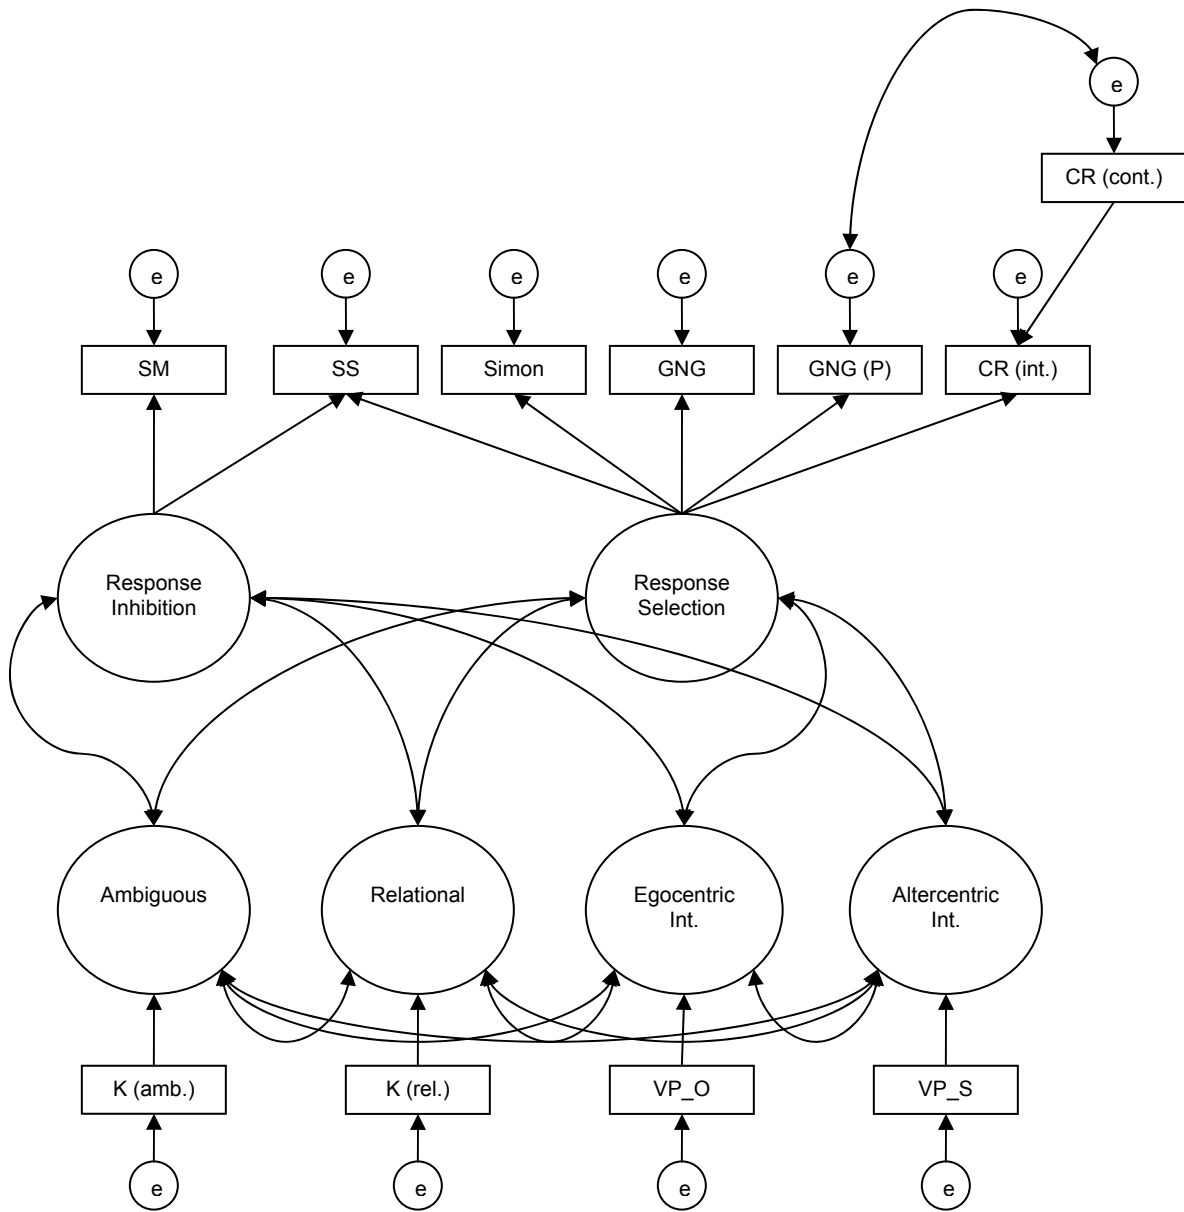 e
CR (cont.)
e
e
e
e
e
e
SM
SS
Simon
GNG
GNG (P)
CR (int.)
Response
Inhibition
Response
Selection
Ambiguous
Relational
Egocentric
Int.
Altercentric
Int.
K (amb.)
K (rel.)
VP_O
VP_S
e
e
e
e